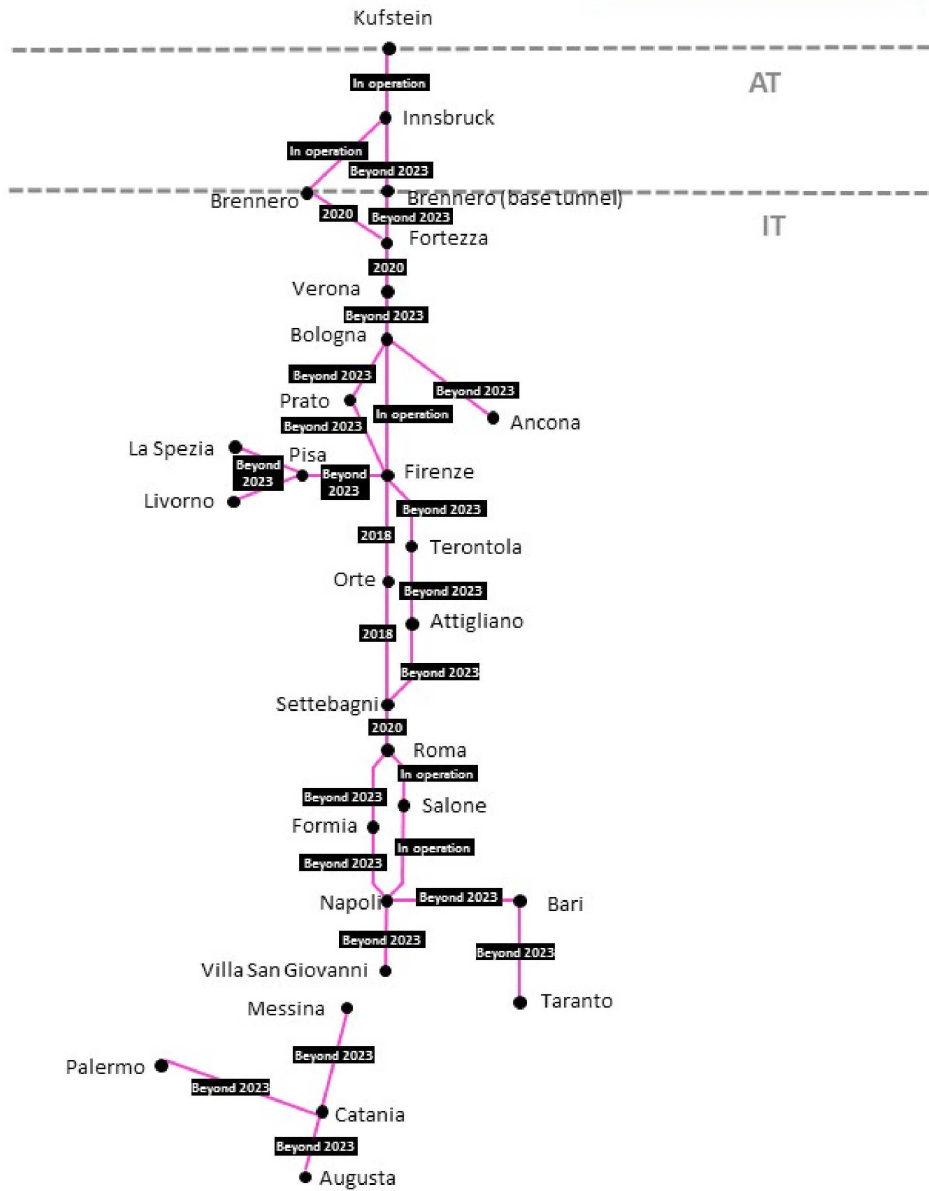 Kufstein
In operation
AT
Innsbruck
In operation
Beyond 2023
Brennero
Brennero (base tunnel)
2020
Beyond 2023
IT
Fortezza
2020
Verona
Beyond 2023
Bologna
Beyond 2023
Beyond 2023
Prato
In operation
Beyond 2023
Ancona
La Spezia
Pisa
Beyond
2023
Beyond
2023
Firenze
Livorno
Beyond 2023
2018
Terontola
Orte
Beyond 2023
Attigliano
2018
Beyond 2023
Settebagni
2020
Roma
In operation
Beyond 2023
Salone
Formia
In operation
Beyond 2023
Napoli
Beyond 2023
Bari
Beyond 2023
Beyond 2023
Villa San Giovanni
Messina
Taranto
Beyond 2023
Palermo
Beyond 2023
Catania
Beyond 2023
Augusta